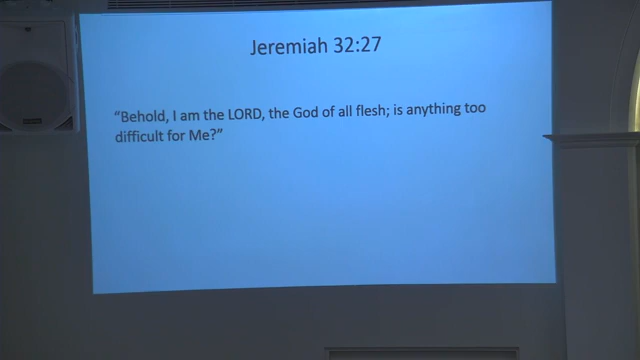 Jeremiah 32:27
“Behold, I am the LORD, the God of all flesh; is anything too
difficult for Me?”